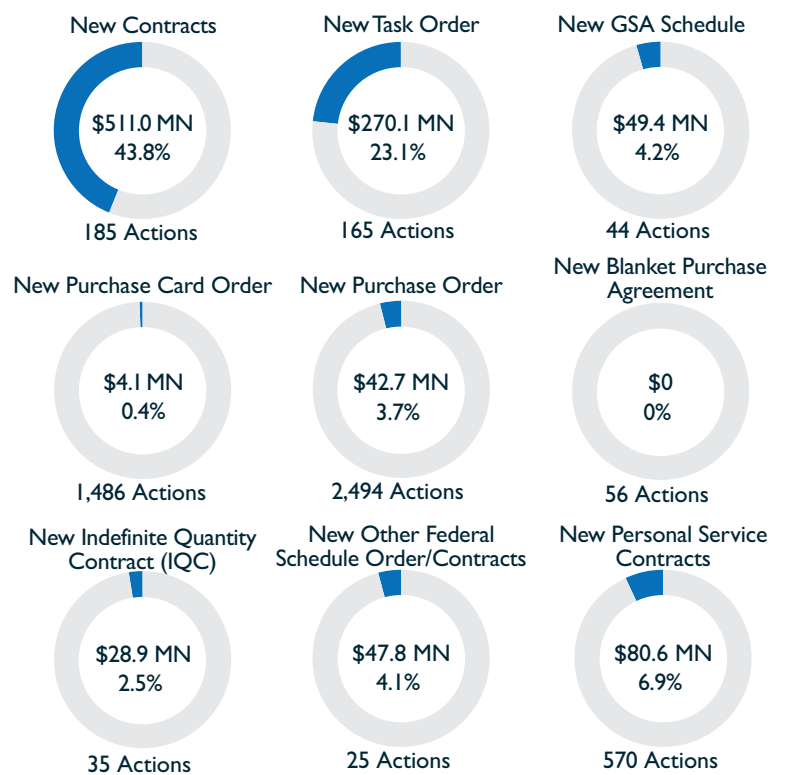 New Contracts
$511.0 MN
43.8%
185 Actions
New Task Order
$270.1 MN
23.1%
165 Actions
New GSA Schedule
$49.4 MN
4.2%
44 Actions
New Purchase Card Order
$4.1 MN
0.4%
1,486 Actions
New Purchase Order
$42.7 MN
3.7%
2,494 Actions
New Blanket Purchase
Agreement
$0
0%
56 Actions
New Indefinite Quantity
Contract (IQC)
$28.9 MN
2.5%
35 Actions
New Other Federal
Schedule Order/Contracts
$47.8 MN
4.1%
25 Actions
New Personal Service
Contracts
$80.6 MN
6.9%
570 Actions